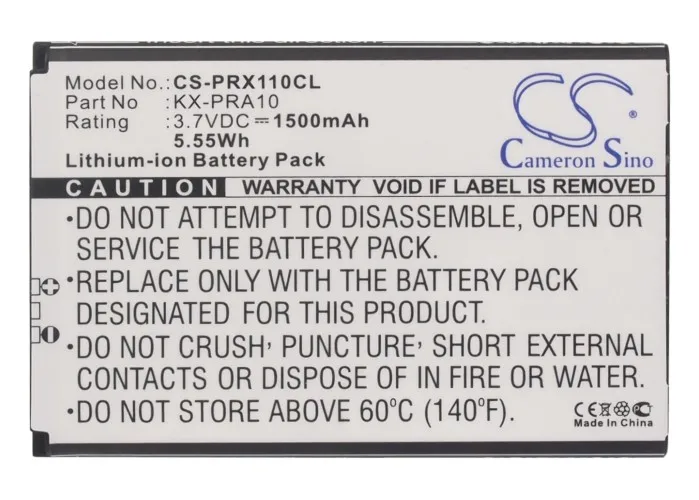 Model No. : CS-PRX110CL
Part No : KX-PRA10
Rating : 3.7VDC ⎓ 1500mAh
5.55Wh
Lithium-ion Battery Pack
CS ®
Cameron Sino
CAUTION WARRANTY VOID IF LABEL IS REMOVED
•DO NOT ATTEMPT TO DISASSEMBLE, OPEN OR
SERVICE THE BATTERY PACK.
•REPLACE ONLY WITH THE BATTERY PACK
DESIGNATED FOR THIS PRODUCT.
•DO NOT CRUSH, PUNCTURE, SHORT EXTERNAL
CONTACTS OR DISPOSE OF IN FIRE OR WATER.
•DO NOT STORE ABOVE 60°C (140°F).
CE
Made In China